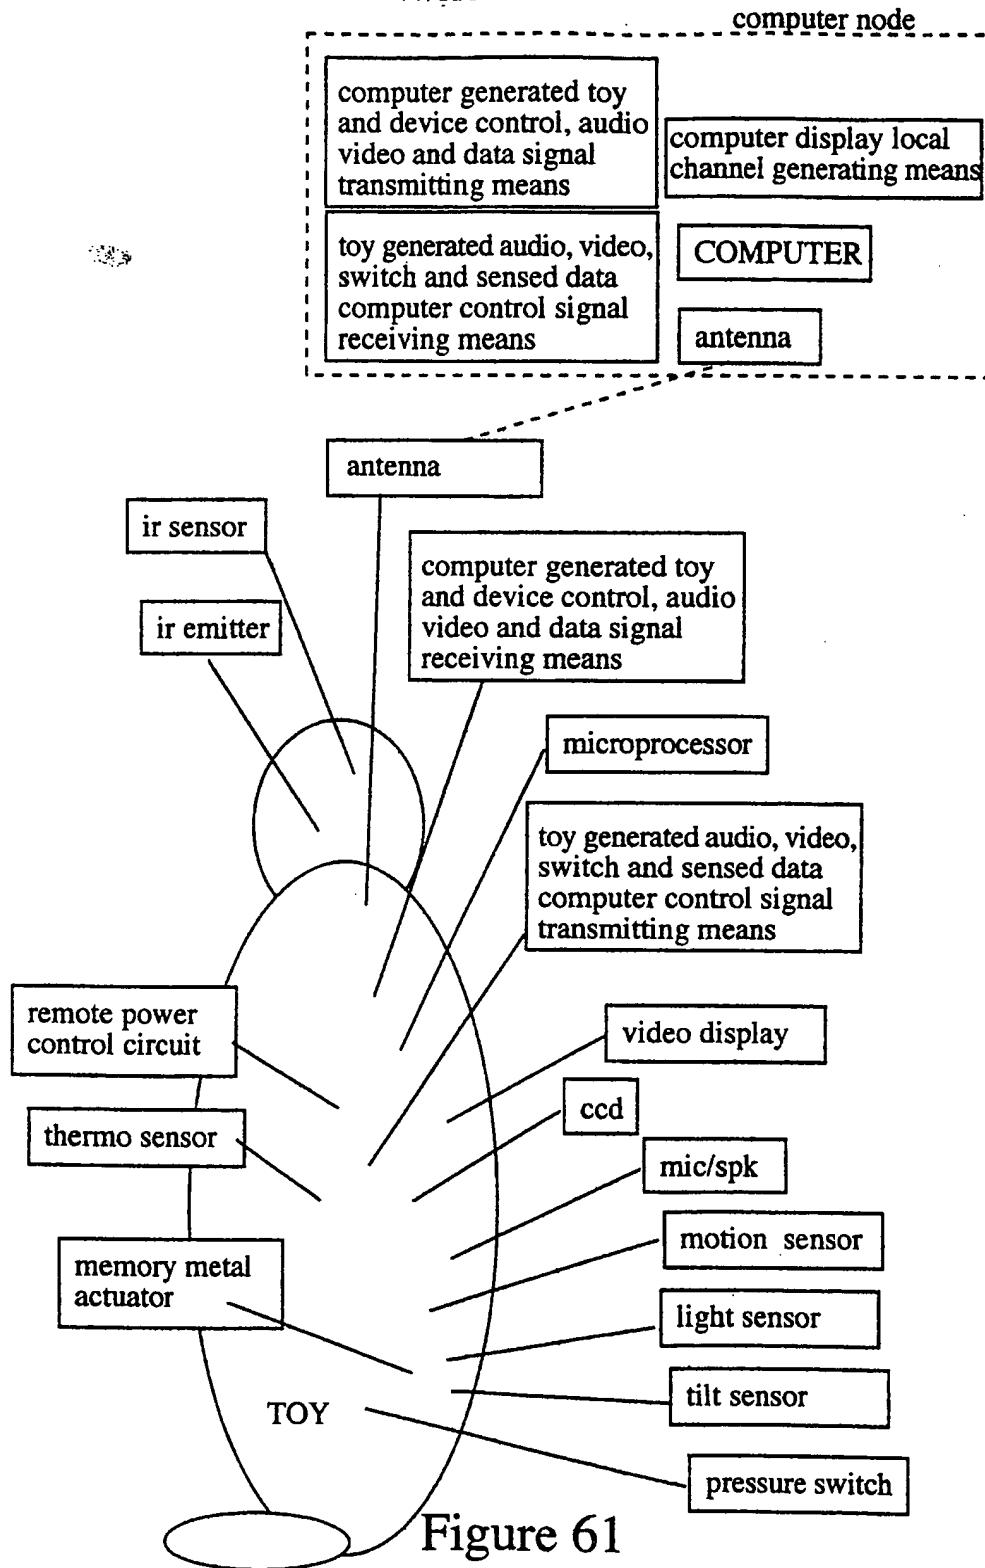 computer node
computer generated toy
and device control, audio
video and data signal
transmitting means
computer display local
channel generating means
toy generated audio, video,
switch and sensed data
computer control signal
receiving means
COMPUTER
antenna
antenna
ir sensor
ir emitter
computer generated toy
and device control, audio
video and data signal
receiving means
microprocessor
toy generated audio, video,
switch and sensed data
computer control signal
transmitting means
remote power
control circuit
video display
ccd
thermo sensor
mic/spk
motion sensor
memory metal
actuator
light sensor
tilt sensor
TOY
pressure switch
Figure 61